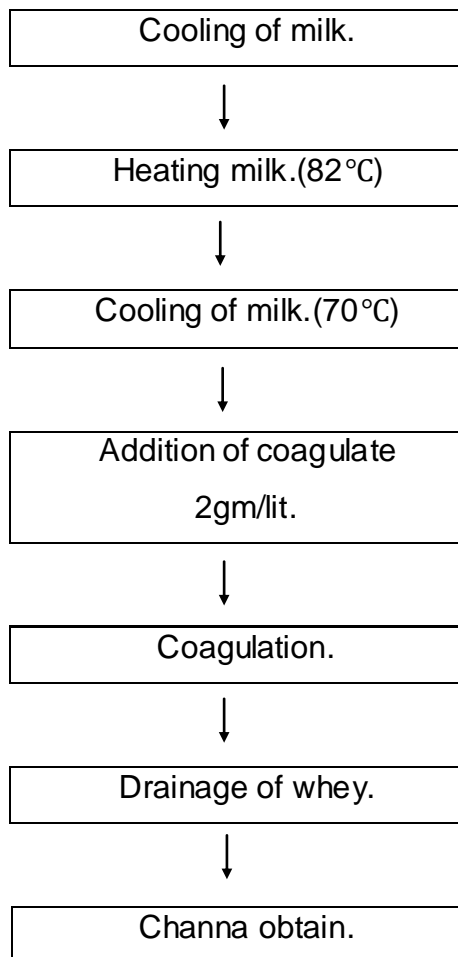 Cooling of milk.
Heating milk.(82℃)
Cooling of milk.(70℃)
Addition of coagulate
2gm/lit.
Coagulation.
Drainage of whey.
Channa obtain.